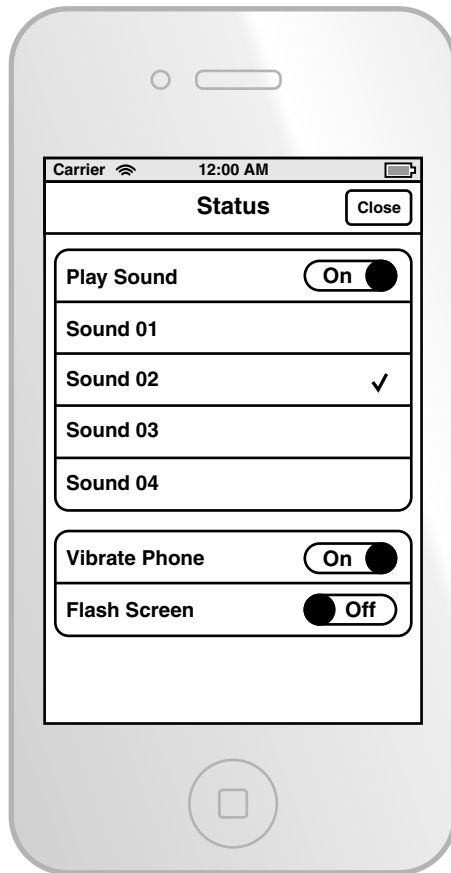 Carrier 12:00 AM
Status Close
Play Sound On
Sound 01
Sound 02
Sound 03
Sound 04
Vibrate Phone On
Flash Screen Off